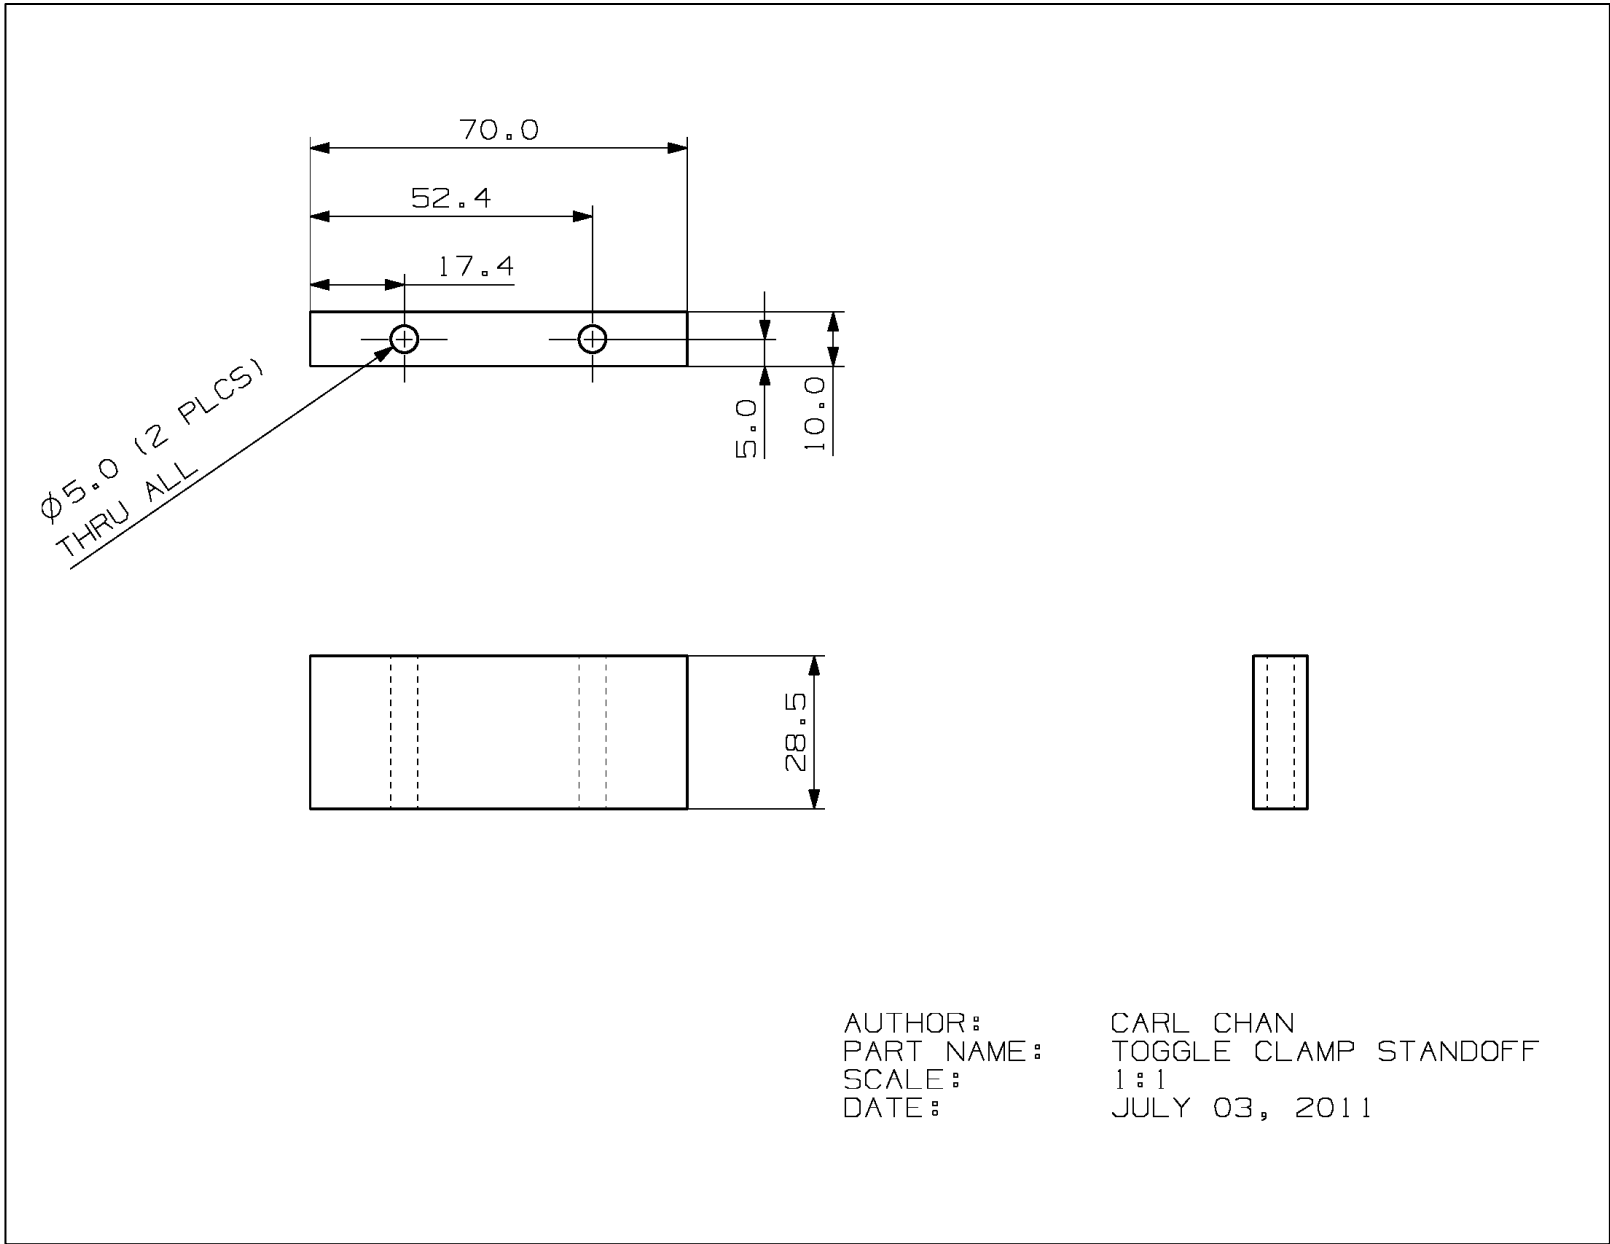 70.0
52.4
17.4
5.0
10.0
Ø5.0 (2 PLCS)
THRU ALL
28.5
AUTHOR: CARL CHAN
PART NAME: TOGGLE CLAMP STANDOFF
SCALE: 1:1
DATE: JULY 03, 2011